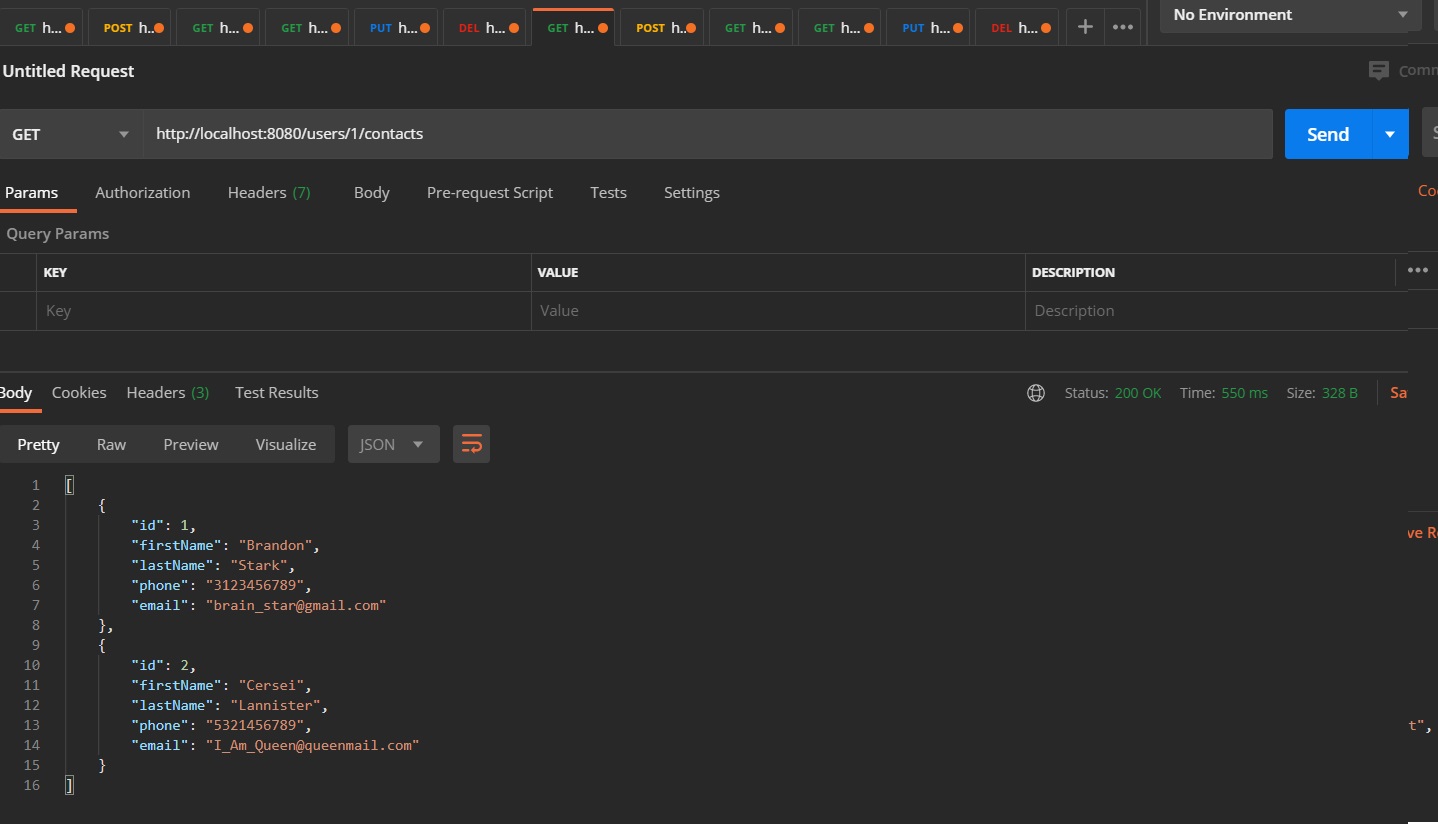 GET h... POST h.. GET h... GET h... PUT h... DEL h... GET h... POST h.. GET h... GET h... PUT h... DEL h... + ••• No Environment
Untitled Request
Comm
GET http://localhost:8080/users/1/contacts Send S
Params Authorization Headers (7) Body Pre-request Script Tests Settings Coo
Query Params
KEY VALUE DESCRIPTION •••
Key Value Description
Body Cookies Headers (3) Test Results Status: 200 OK Time: 550 ms Size: 328 B Sa
Pretty Raw Preview Visualize JSON
1 [
2 {
3 "id": 1,
ve R
4 "firstName": "Brandon",
5 "lastName": "Stark",
6 "phone": "3123456789",
7 "email": "brain_star@gmail.com"
8 },
9 {
10 "id": 2,
11 "firstName": "Cersei",
12 "lastName": "Lannister",
13 "phone": "5321456789",
t",
14 "email": "I_Am_Queen@queenmail.com"
15 }
16 ]